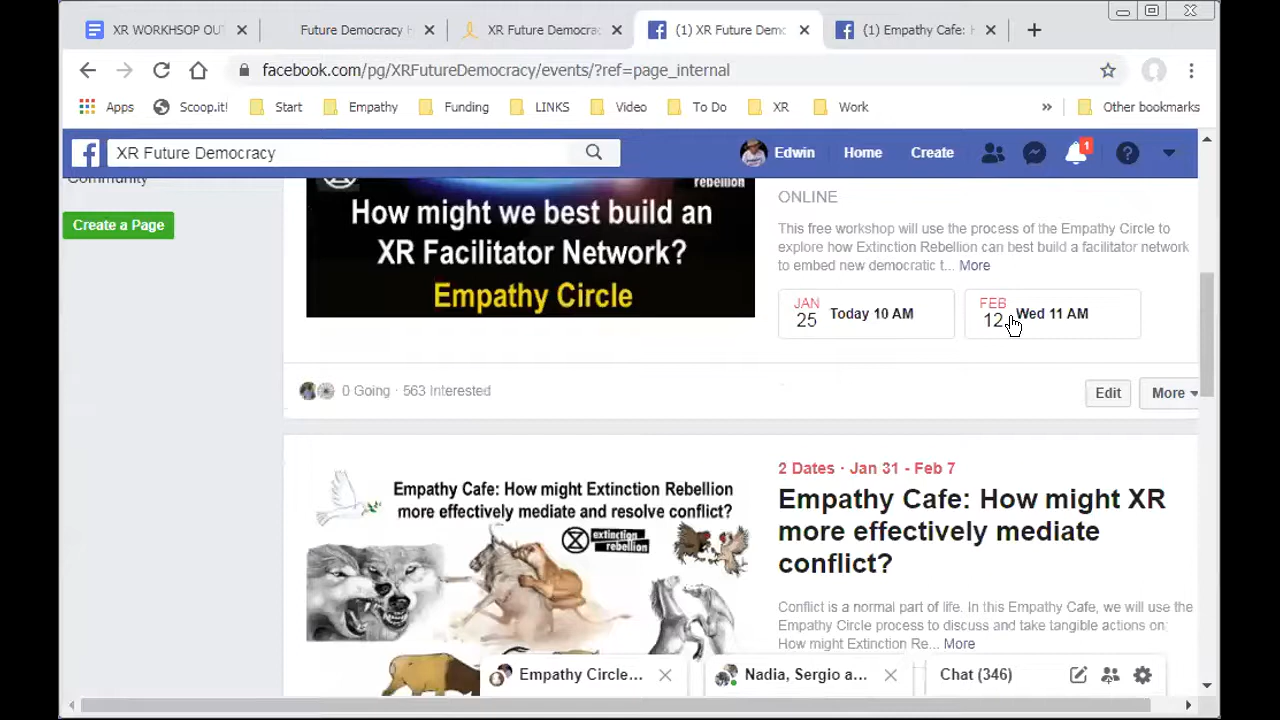 XR WORKHSOP OU
Future Democracy
XR Future Democra
(1) XR Future Dem
(1) Empathy Cafe:
facebook.com/pg/XRFutureDemocracy/events/?ref=page_internal
Apps
Scoop.it!
Start
Empathy
Funding
LINKS
Video
To Do
XR
Work
»
Other bookmarks
XR Future Democracy
Edwin
Home
Create
1
Community
Create a Page
rebellion
How might we best build an
XR Facilitator Network?
Empathy Circle
ONLINE
This free workshop will use the process of the Empathy Circle to
explore how Extinction Rebellion can best build a facilitator network
to embed new democratic t... More
JAN
25
Today 10 AM
FEB
12
Wed 11 AM
0 Going · 563 Interested
Edit
More
Empathy Cafe: How might Extinction Rebellion
more effectively mediate and resolve conflict?
extinction
rebellion
2 Dates · Jan 31 - Feb 7
Empathy Cafe: How might XR
more effectively mediate
conflict?
Conflict is a normal part of life. In this Empathy Cafe, we will use the
Empathy Circle process to discuss and take tangible actions on:
How might Extinction Re... More
Empathy Circle...
Nadia, Sergio a...
Chat (346)